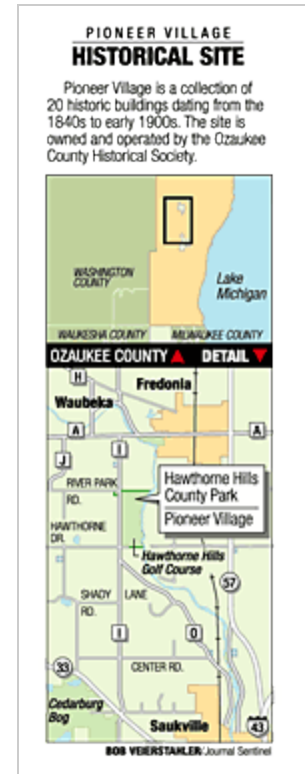 PIONEER VILLAGE
HISTORICAL SITE
Pioneer Village is a collection of
20 historic buildings dating from the
1840s to early 1900s. The site is
owned and operated by the Ozaukee
County Historical Society.
WASHINGTON
COUNTY
Lake
Michigan
WAUKESHA COUNTY
MILWAUKEE COUNTY
OZAUKEE COUNTY ▲ DETAIL ▼
H
Fredonia
Waubeka
A
A
I
J
RIVER PARK
RD.
Hawthorne Hills
County Park
Pioneer Village
HAWTHORNE
DR.
Hawthorne Hills
Golf Course
57
SHADY LANE
RD.
I
O
33
CENTER RD.
Cedarburg
Bog
Saukville
43
BOB VEIERSTAHLER/Journal Sentinel